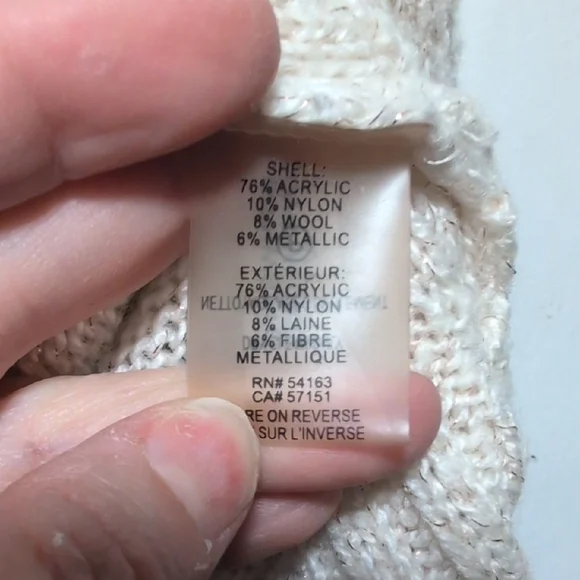 SHELL:
76% ACRYLIC
10% NYLON
8% WOOL
6% METALLIC
EXTÉRIEUR:
76% ACRYLIC
10% NYLON
8% LAINE
6% FIBRE
METALLIQUE
RN# 54163
CA# 57151
RE ON REVERSE
SUR L'INVERSE